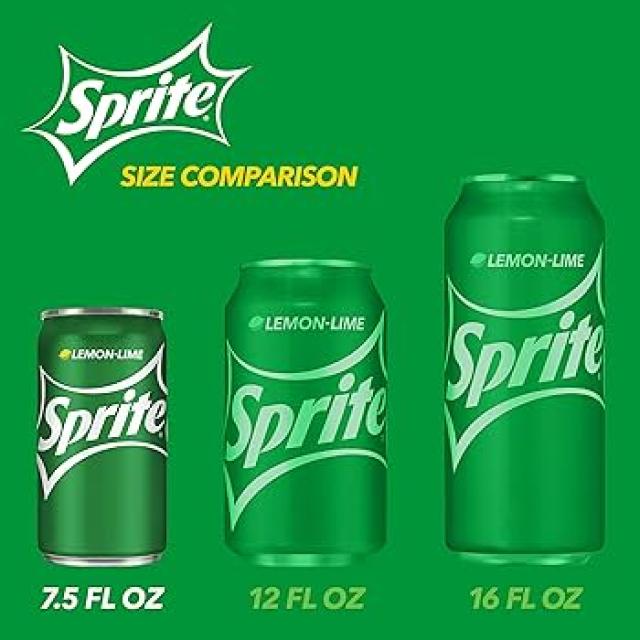 Sprite
SIZE COMPARISON
LEMON-LIME
Sprite
LEMON-LIME
Sprite
LEMON-LIME
Sprite
7.5 FL OZ
12 FL OZ
16 FL OZ